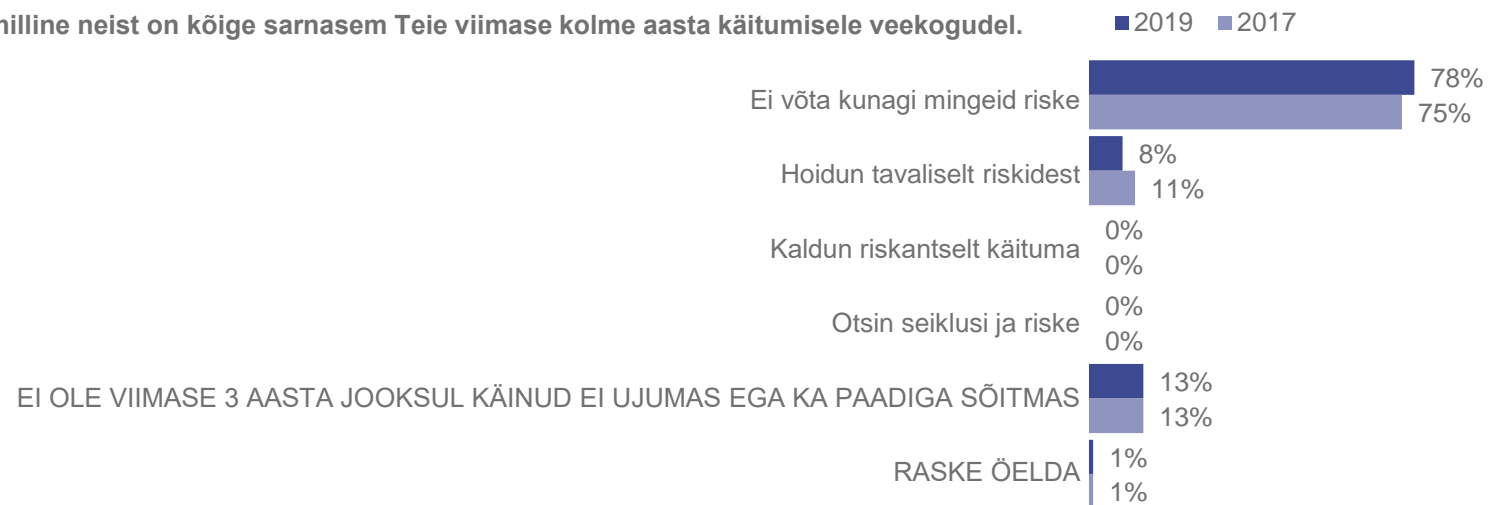 milline neist on kõige sarnasem Teie viimase kolme aasta käitumisele veekogudel.
2019 2017
Ei võta kunagi mingeid riske
78%
75%
Hoidun tavaliselt riskidest
8%
11%
Kaldun riskantselt käituma
0%
0%
Otsin seiklusi ja riske
0%
0%
EI OLE VIIMASE 3 AASTA JOOKSUL KÄINUD EI UJUMAS EGA KA PAADIGA SÕITMAS
13%
13%
RASKE ÖELDA
1%
1%